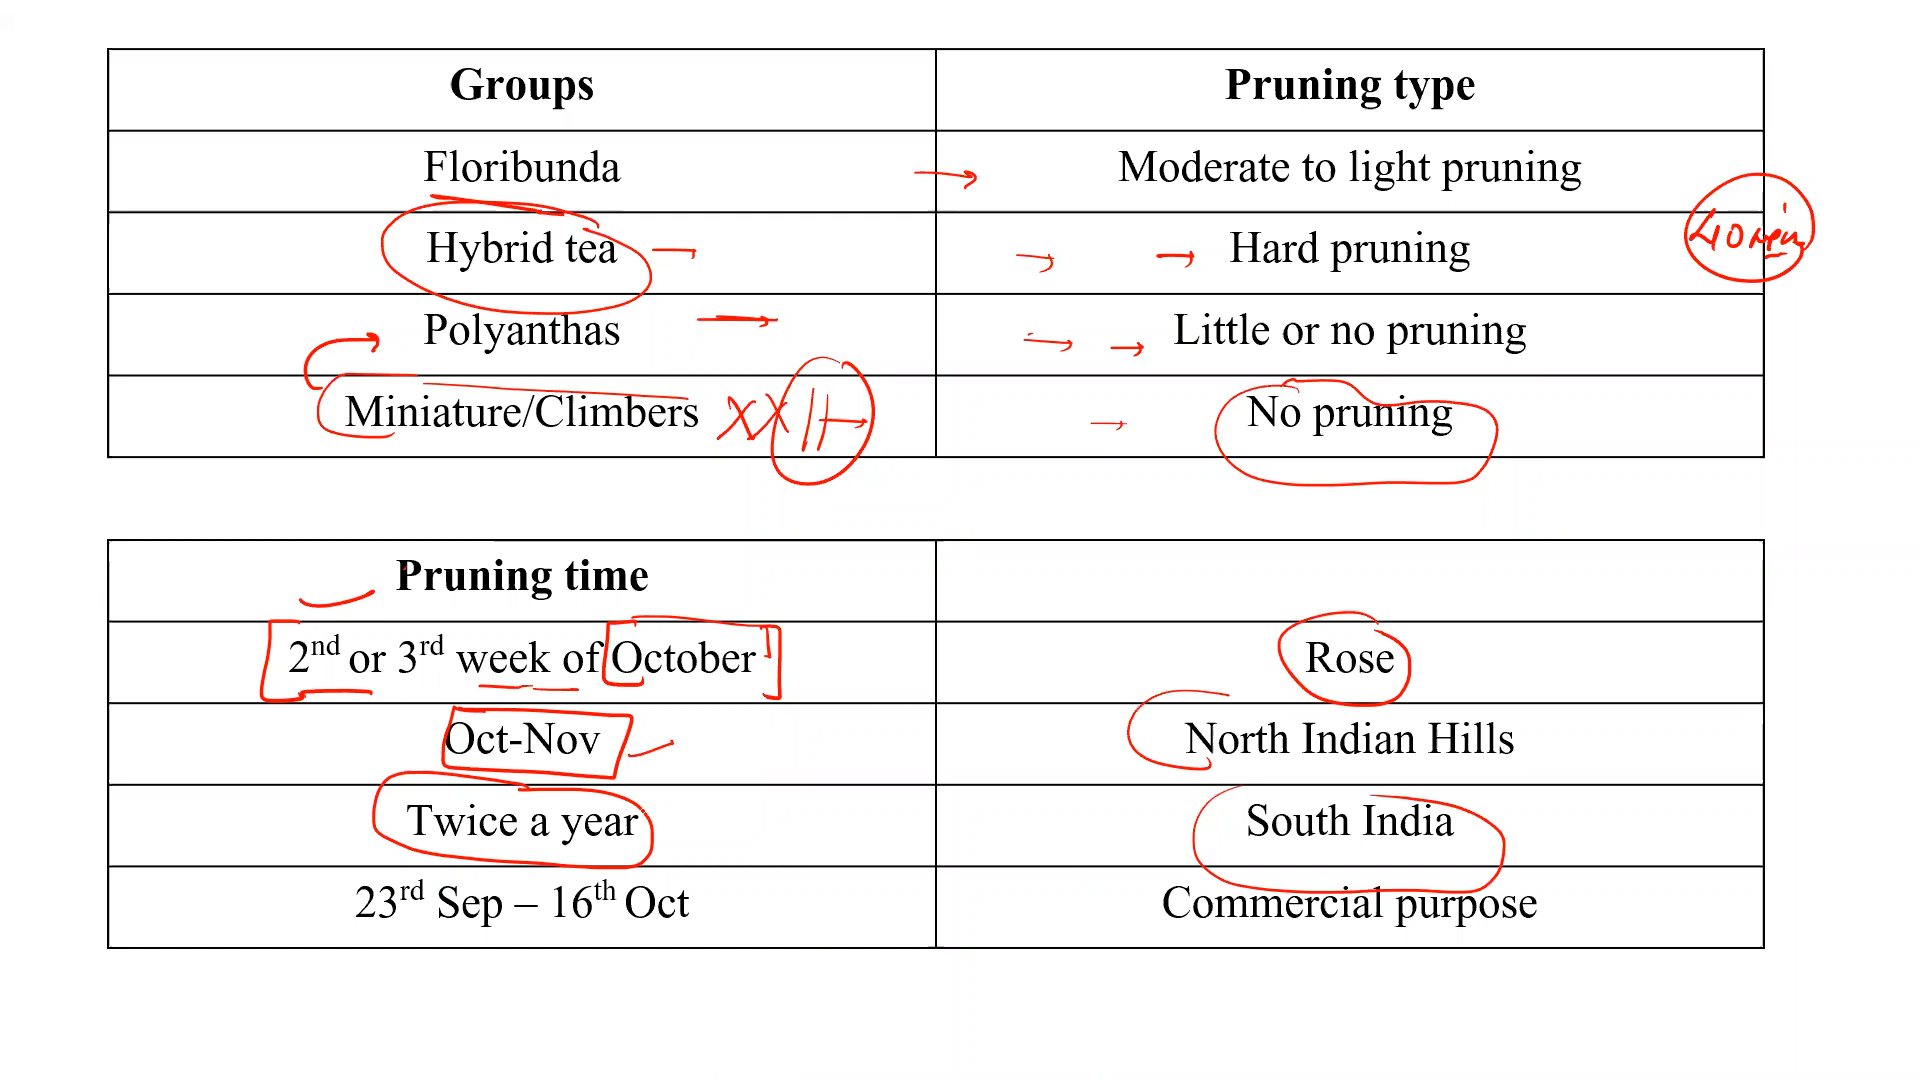 Groups Pruning type
Floribunda Moderate to light pruning
Hybrid tea Hard pruning 40
Polyanthas Little or no pruning
Miniature/Climbers XX No pruning
Pruning time
2nd or 3rd week of October Rose
Oct-Nov North Indian Hills
Twice a year South India
23rd Sep – 16th Oct Commercial purpose